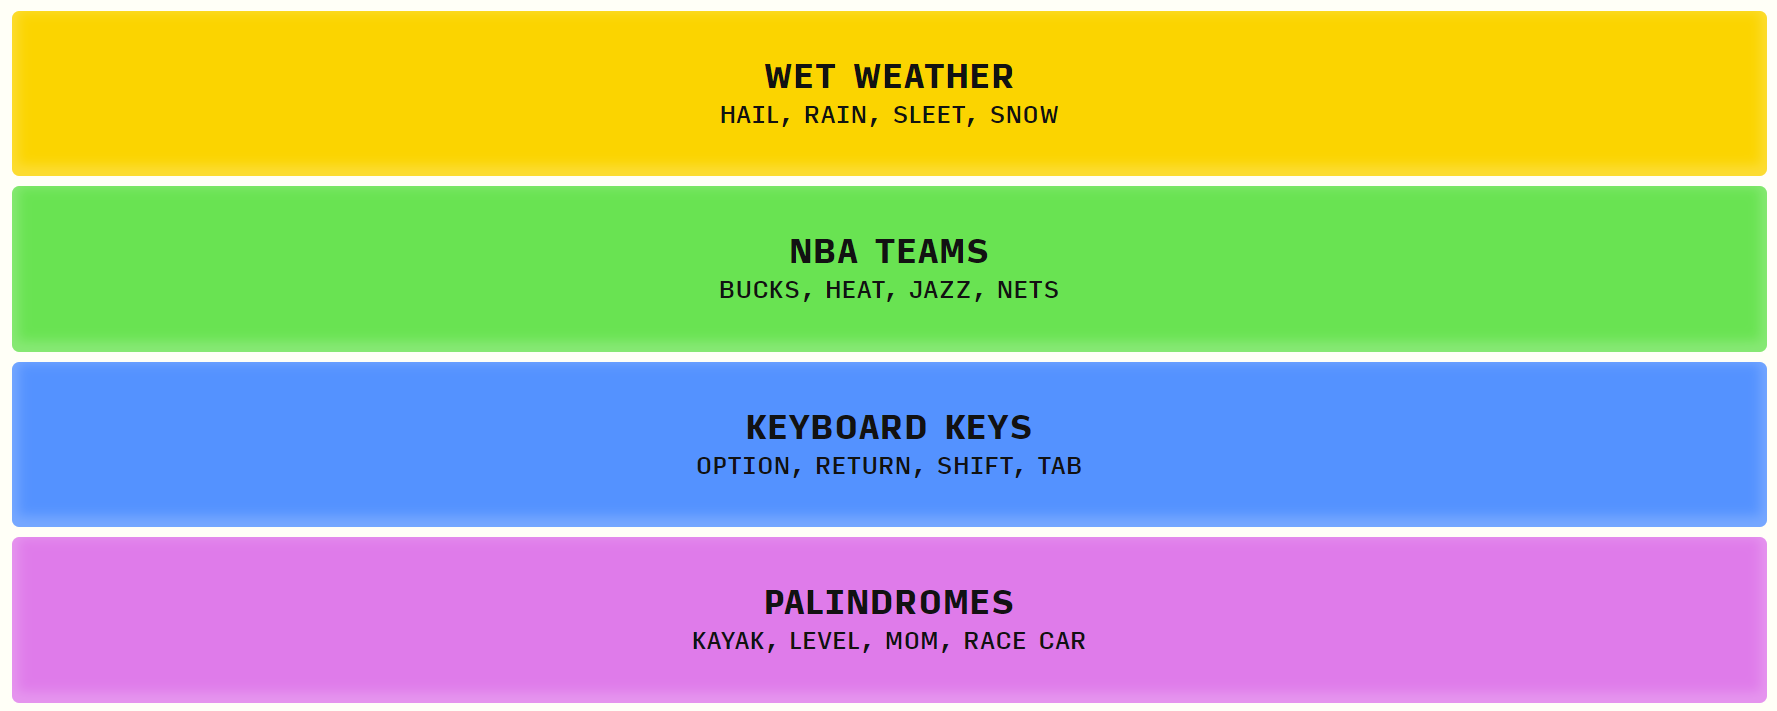 WET WEATHER
HAIL, RAIN, SLEET, SNOW
NBA TEAMS
BUCKS, HEAT, JAZZ, NETS
KEYBOARD KEYS
OPTION, RETURN, SHIFT, TAB
PALINDROMES
KAYAK, LEVEL, MOM, RACE CAR